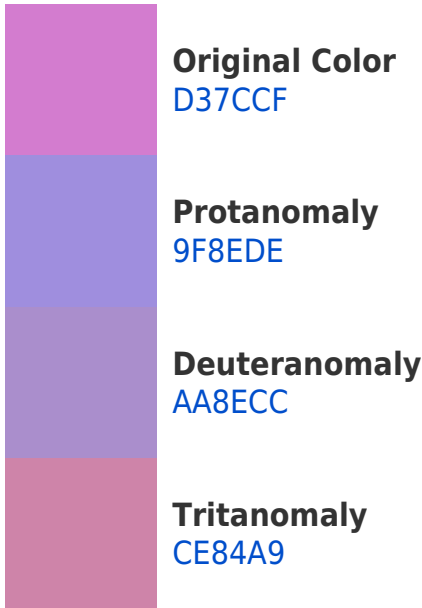 Original Color
D37CCF
Protanomaly
9F8EDE
Deuteranomaly
AA8ECC
Tritanomaly
CE84A9